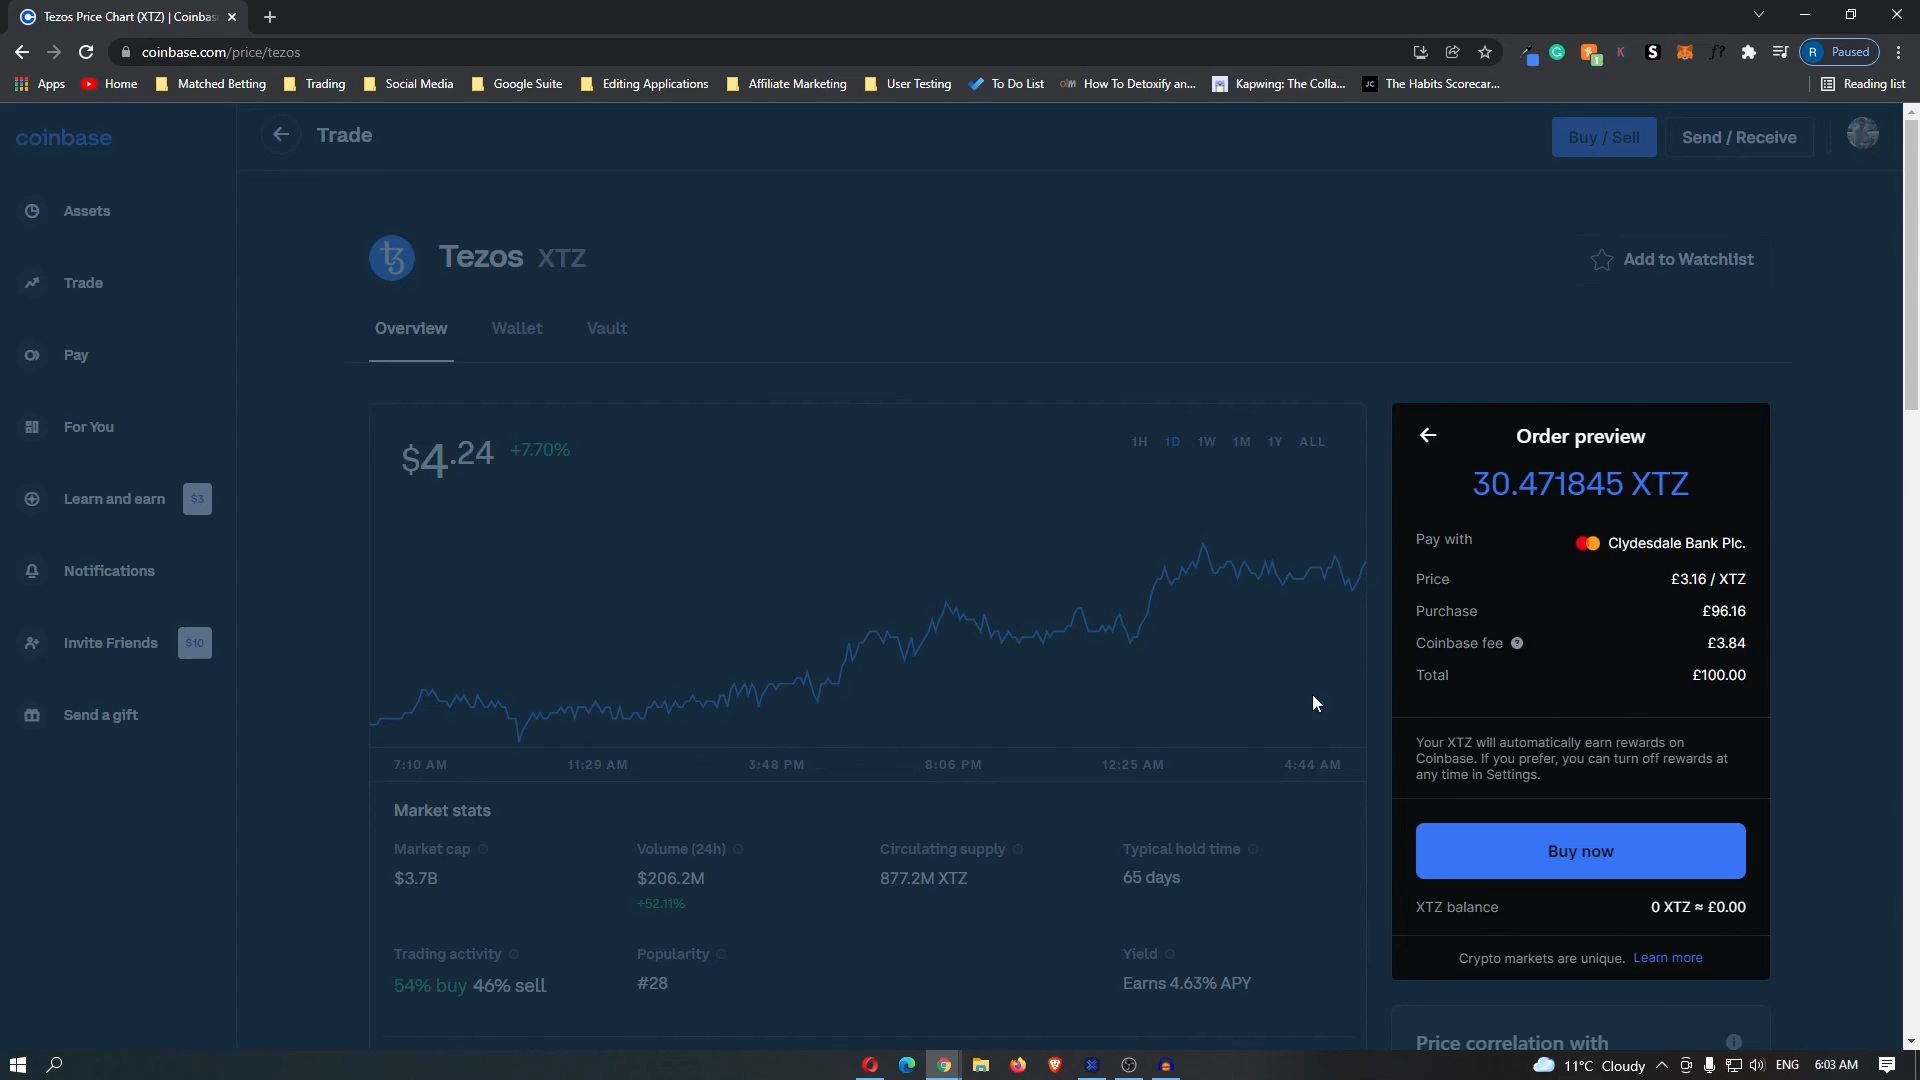 Tezos Price Chart (XTZ) | Coinbas
coinbase.com/price/tezos
Paused
Apps Home Matched Betting Trading Social Media Google Suite Editing Applications Affiliate Marketing User Testing To Do List How To Detoxify an... Kapwing: The Colla... The Habits Scorecar... Reading list
coinbase
Trade
Buy / Sell
Send / Receive
Assets
Trade
Pay
For You
Learn and earn $3
Notifications
Invite Friends $10
Send a gift
Tezos XTZ
Add to Watchlist
Overview Wallet Vault
$4.24 +7.70%
1H 1D 1W 1M 1Y ALL
7:10 AM 11:29 AM 3:48 PM 8:06 PM 12:25 AM 4:44 AM
Market stats
Market cap Volume (24h) Circulating supply Typical hold time
$3.7B $206.2M 877.2M XTZ 65 days
+52.11%
Trading activity Popularity Yield
54% buy 46% sell #28 Earns 4.63% APY
Order preview
30.471845 XTZ
Pay with Clydesdale Bank Plc.
Price £3.16 / XTZ
Purchase £96.16
Coinbase fee £3.84
Total £100.00
Your XTZ will automatically earn rewards on
Coinbase. If you prefer, you can turn off rewards at
any time in Settings.
Buy now
XTZ balance 0 XTZ ≈ £0.00
Crypto markets are unique. Learn more
Price correlation with
11°C Cloudy ENG 6:03 AM